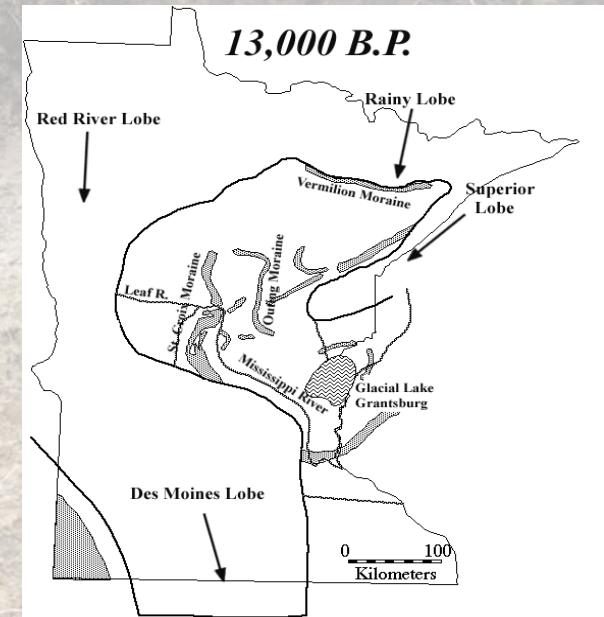 13,000 B.P.
Rainy Lobe
Red River Lobe
Vermilion Moraine
Superior
Lobe
Outing Moraine
St. Croix Moraine
Leaf R.
Mississippi River
Glacial Lake
Grantsburg
Des Moines Lobe
0 100
Kilometers